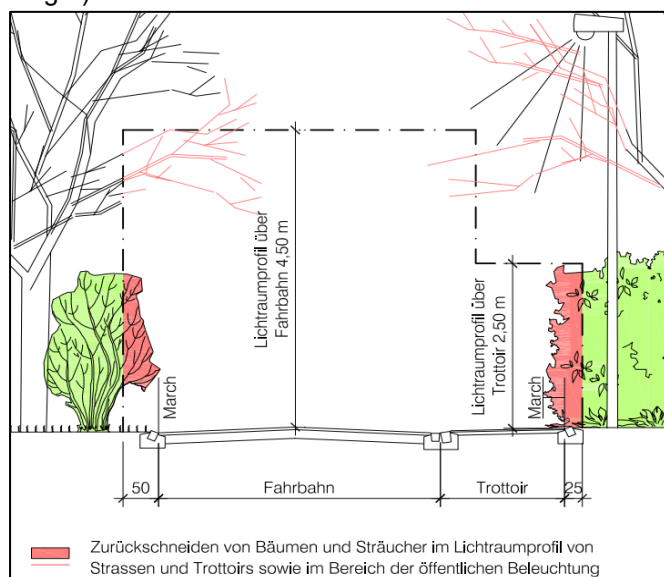 Lichtraumprofil über
Fahrbahn 4,50 m
Lichtraumprofil über
Trottoir 2,50 m
March
March
50
Fahrbahn
Trottoir
25
Zurückschneiden von Bäumen und Sträucher im Lichtraumprofil von
Strassen und Trottoirs sowie im Bereich der öffentlichen Beleuchtung